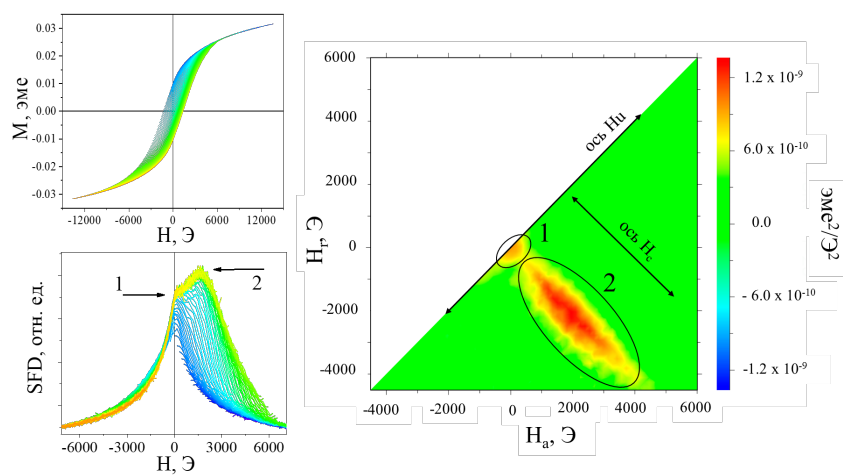 M, эме
0.03
0.02
0.01
0.00
-0.01
-0.02
-0.03
-12000 -6000 0 6000 12000
H, Э
SFD, отн. ед.
1
2
-6000 -3000 0 3000 6000
H, Э
Hr, Э
6000
4000
2000
0
-2000
-4000
ось Hu
ось Hc
1
2
-4000 -2000 0 2000 4000 6000
Ha, Э
1.2 x 10⁻⁹
6.0 x 10⁻¹⁰
0.0
-6.0 x 10⁻¹⁰
-1.2 x 10⁻⁹
эме²/Э²